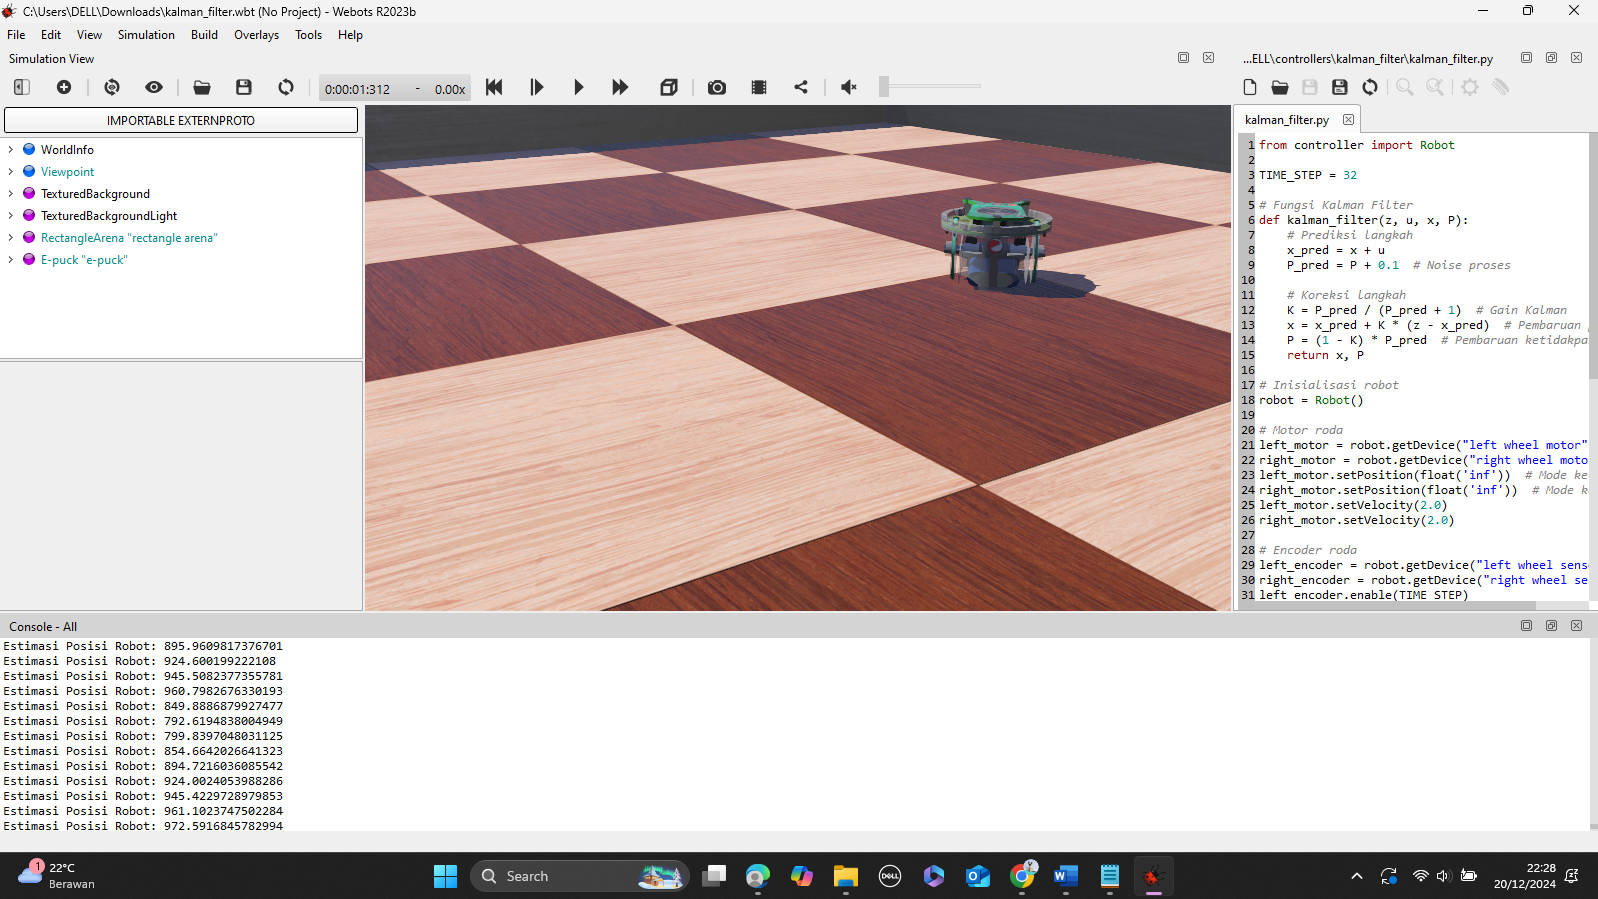 C:\Users\DELL\Downloads\kalman_filter.wbt (No Project) - Webots R2023b
File Edit View Simulation Build Overlays Tools Help
Simulation View
...ELL\controllers\kalman_filter\kalman_filter.py
0:00:01:312 - 0.00x
IMPORTABLE EXTERNPROTO
WorldInfo
Viewpoint
TexturedBackground
TexturedBackgroundLight
RectangleArena "rectangle arena"
E-puck "e-puck"
kalman_filter.py
1 from controller import Robot
2
3 TIME_STEP = 32
4
5 # Fungsi Kalman Filter
6 def kalman_filter(z, u, x, P):
7 # Prediksi langkah
8 x_pred = x + u
9 P_pred = P + 0.1 # Noise proses
10
11 # Koreksi langkah
12 K = P_pred / (P_pred + 1) # Gain Kalman
13 x = x_pred + K * (z - x_pred) # Pembaruan
14 P = (1 - K) * P_pred # Pembaruan ketidakpa
15 return x, P
16
17 # Inisialisasi robot
18 robot = Robot()
19
20 # Motor roda
21 left_motor = robot.getDevice("left wheel motor"
22 right_motor = robot.getDevice("right wheel moto
23 left_motor.setPosition(float('inf')) # Mode ke
24 right_motor.setPosition(float('inf')) # Mode k
25 left_motor.setVelocity(2.0)
26 right_motor.setVelocity(2.0)
27
28 # Encoder roda
29 left_encoder = robot.getDevice("left wheel sens
30 right_encoder = robot.getDevice("right wheel se
31 left_encoder.enable(TIME_STEP)
Console - All
Estimasi Posisi Robot: 895.9609817376701
Estimasi Posisi Robot: 924.600199222108
Estimasi Posisi Robot: 945.5082377355781
Estimasi Posisi Robot: 960.7982676330193
Estimasi Posisi Robot: 849.8886879927477
Estimasi Posisi Robot: 792.6194838004949
Estimasi Posisi Robot: 799.8397048031125
Estimasi Posisi Robot: 854.6642026641323
Estimasi Posisi Robot: 894.7216036085542
Estimasi Posisi Robot: 924.0024053988286
Estimasi Posisi Robot: 945.4229728979853
Estimasi Posisi Robot: 961.1023747502284
Estimasi Posisi Robot: 972.5916845782994
1
22°C
Berawan
Search
DELL
22:28
20/12/2024